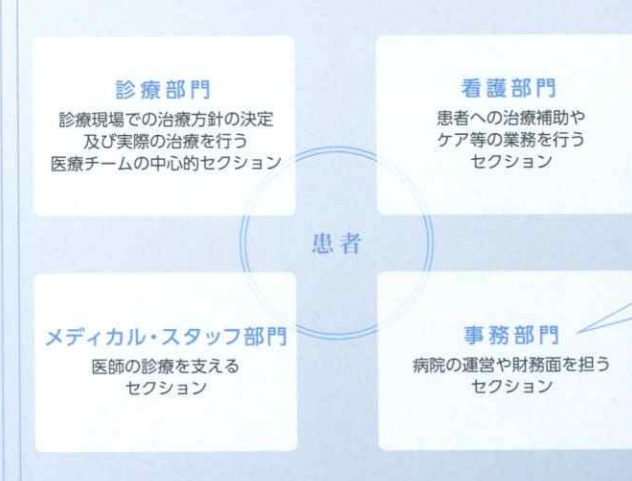 診療部門
診療現場での治療方針の決定
及び実際の治療を行う
医療チームの中心的セクション
看護部門
患者への治療補助や
ケア等の業務を行う
セクション
患者
メディカル・スタッフ部門
医師の診療を支える
セクション
事務部門
病院の運営や財務面を担う
セクション